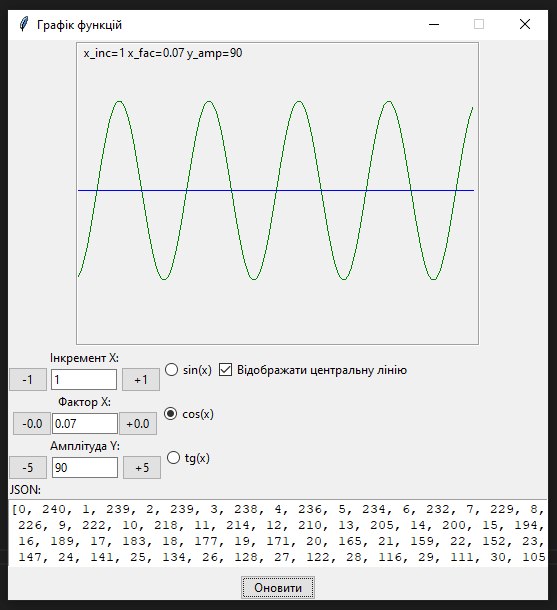 Графік функцій
x_inc=1 x_fac=0.07 y_amp=90
Інкремент X:
-1 1 +1 sin(x) Відображати центральну лінію
Фактор X:
-0.0 0.07 +0.0 cos(x)
Амплітуда Y:
-5 90 +5 tg(x)
JSON:
[0, 240, 1, 239, 2, 239, 3, 238, 4, 236, 5, 234, 6, 232, 7, 229, 8,
226, 9, 222, 10, 218, 11, 214, 12, 210, 13, 205, 14, 200, 15, 194,
16, 189, 17, 183, 18, 177, 19, 171, 20, 165, 21, 159, 22, 152, 23,
147, 24, 141, 25, 134, 26, 128, 27, 122, 28, 116, 29, 111, 30, 105
Оновити